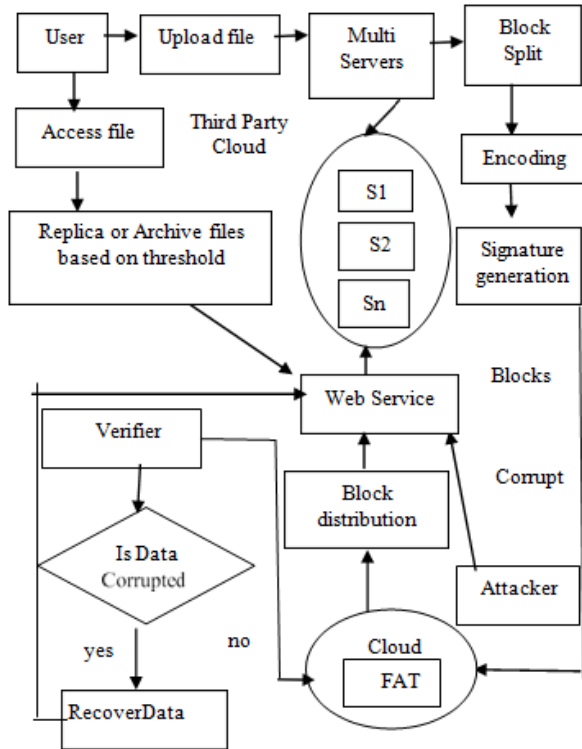 User
Upload file
Multi
Servers
Block
Split
Access file
Third Party
Cloud
Encoding
S1
S2
Sn
Replica or Archive files
based on threshold
Signature
generation
Web Service
Blocks
Verifier
Block
distribution
Corrupt
Is Data
Corrupted
Attacker
yes
no
Cloud
FAT
RecoverData